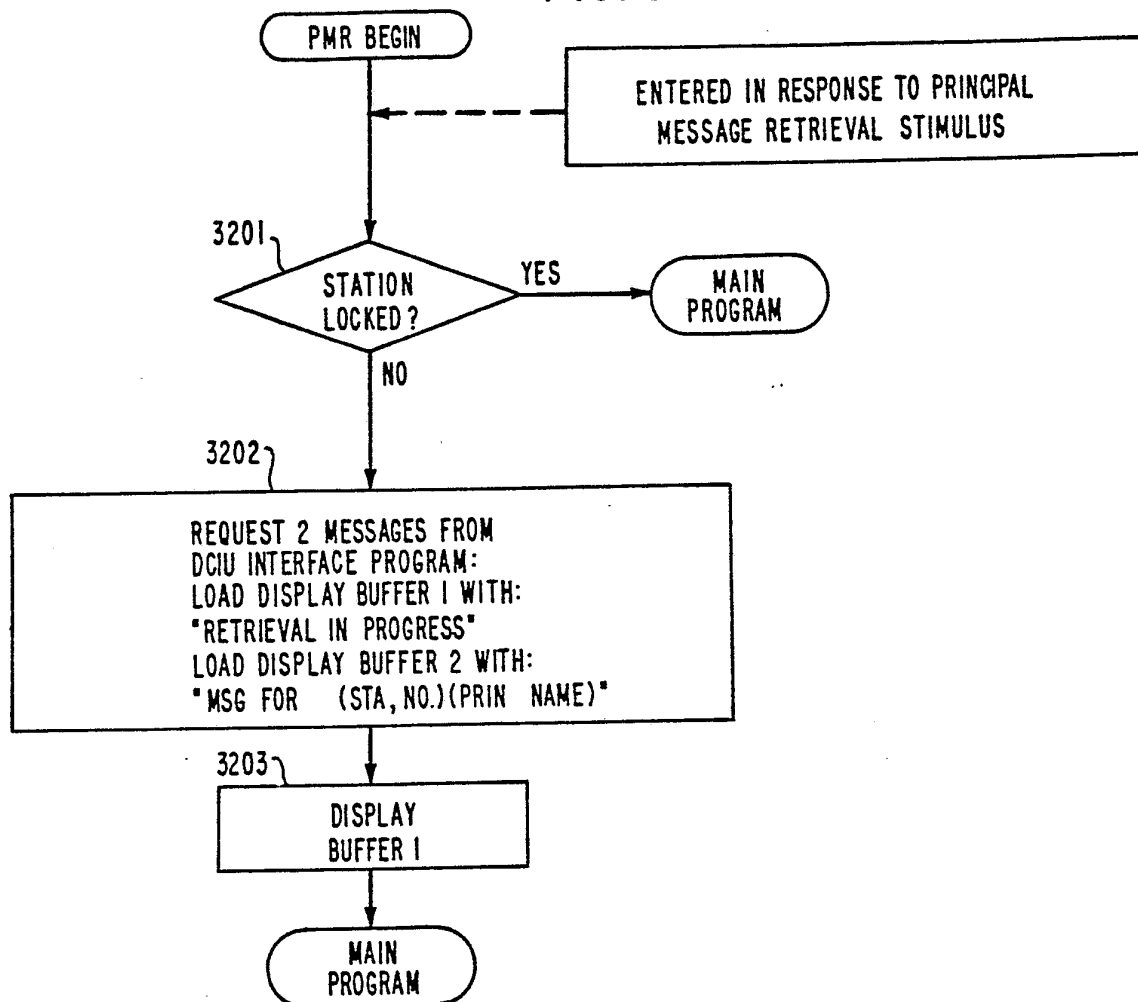 PMR BEGIN
ENTERED IN RESPONSE TO PRINCIPAL
MESSAGE RETRIEVAL STIMULUS
3201
STATION
LOCKED?
YES
MAIN
PROGRAM
NO
3202
REQUEST 2 MESSAGES FROM
DCIU INTERFACE PROGRAM:
LOAD DISPLAY BUFFER 1 WITH:
"RETRIEVAL IN PROGRESS"
LOAD DISPLAY BUFFER 2 WITH:
"MSG FOR (STA, NO.)(PRIN NAME)"
3203
DISPLAY
BUFFER 1
MAIN
PROGRAM